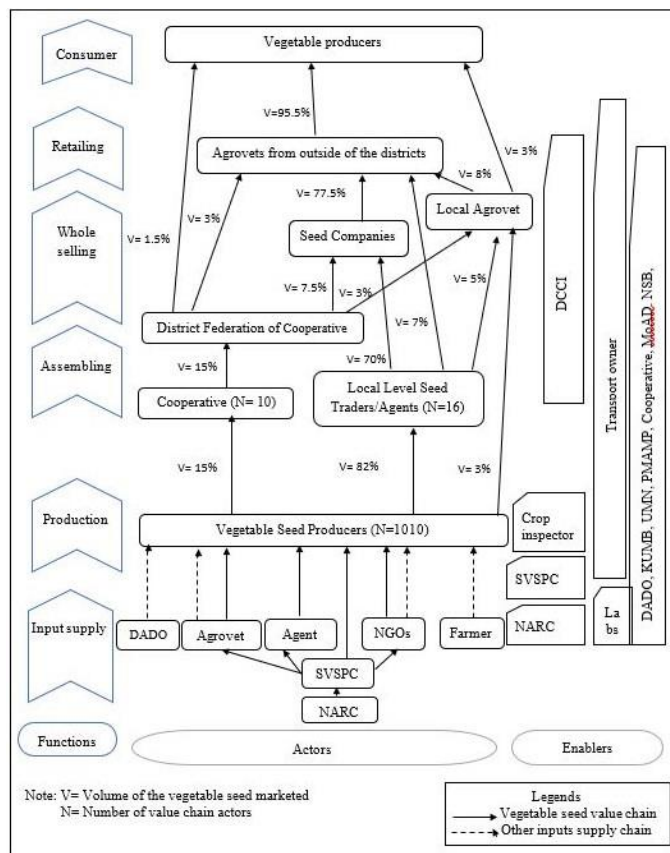 Consumer
Vegetable producers
V=95.5%
Retailing
Agrovets from outside of the districts
V= 3%
V= 8%
V= 77.5%
Local Agrovet
Whole
selling
V= 1.5%
V= 3%
Seed Companies
V= 7.5%
V= 3%
V= 5%
District Federation of Cooperative
V= 7%
Assembling
V= 15%
V= 70%
Cooperative (N= 10)
Local Level Seed
Traders/Agents (N=16)
V= 15%
V= 82%
V= 3%
Production
Vegetable Seed Producers (N=1010)
Input supply
DADO
Agrovet
Agent
NGOs
Farmer
SVSPC
NARC
Crop
inspector
SVSPC
NARC
La
bs
DCCI
Transport owner
DADO, KUMB, UMN, PMAMP, Cooperative, MoAD, NSB,
Functions
Actors
Enablers
Note: V= Volume of the vegetable seed marketed
N= Number of value chain actors
Legends
Vegetable seed value chain
Other inputs supply chain